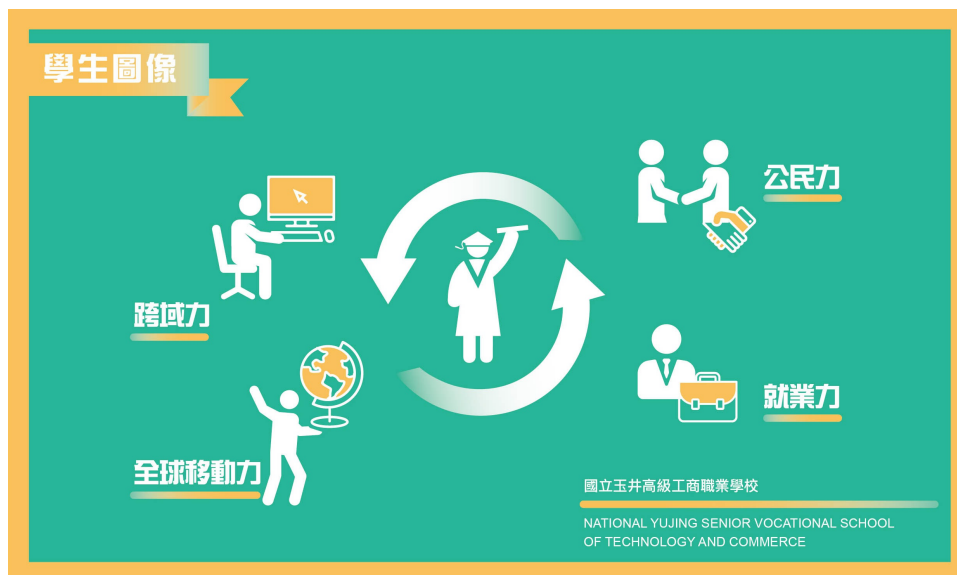 學生圖像
公民力
跨域力
就業力
全球移動力
國立玉井高級工商職業學校
NATIONAL YUJING SENIOR VOCATIONAL SCHOOL
OF TECHNOLOGY AND COMMERCE